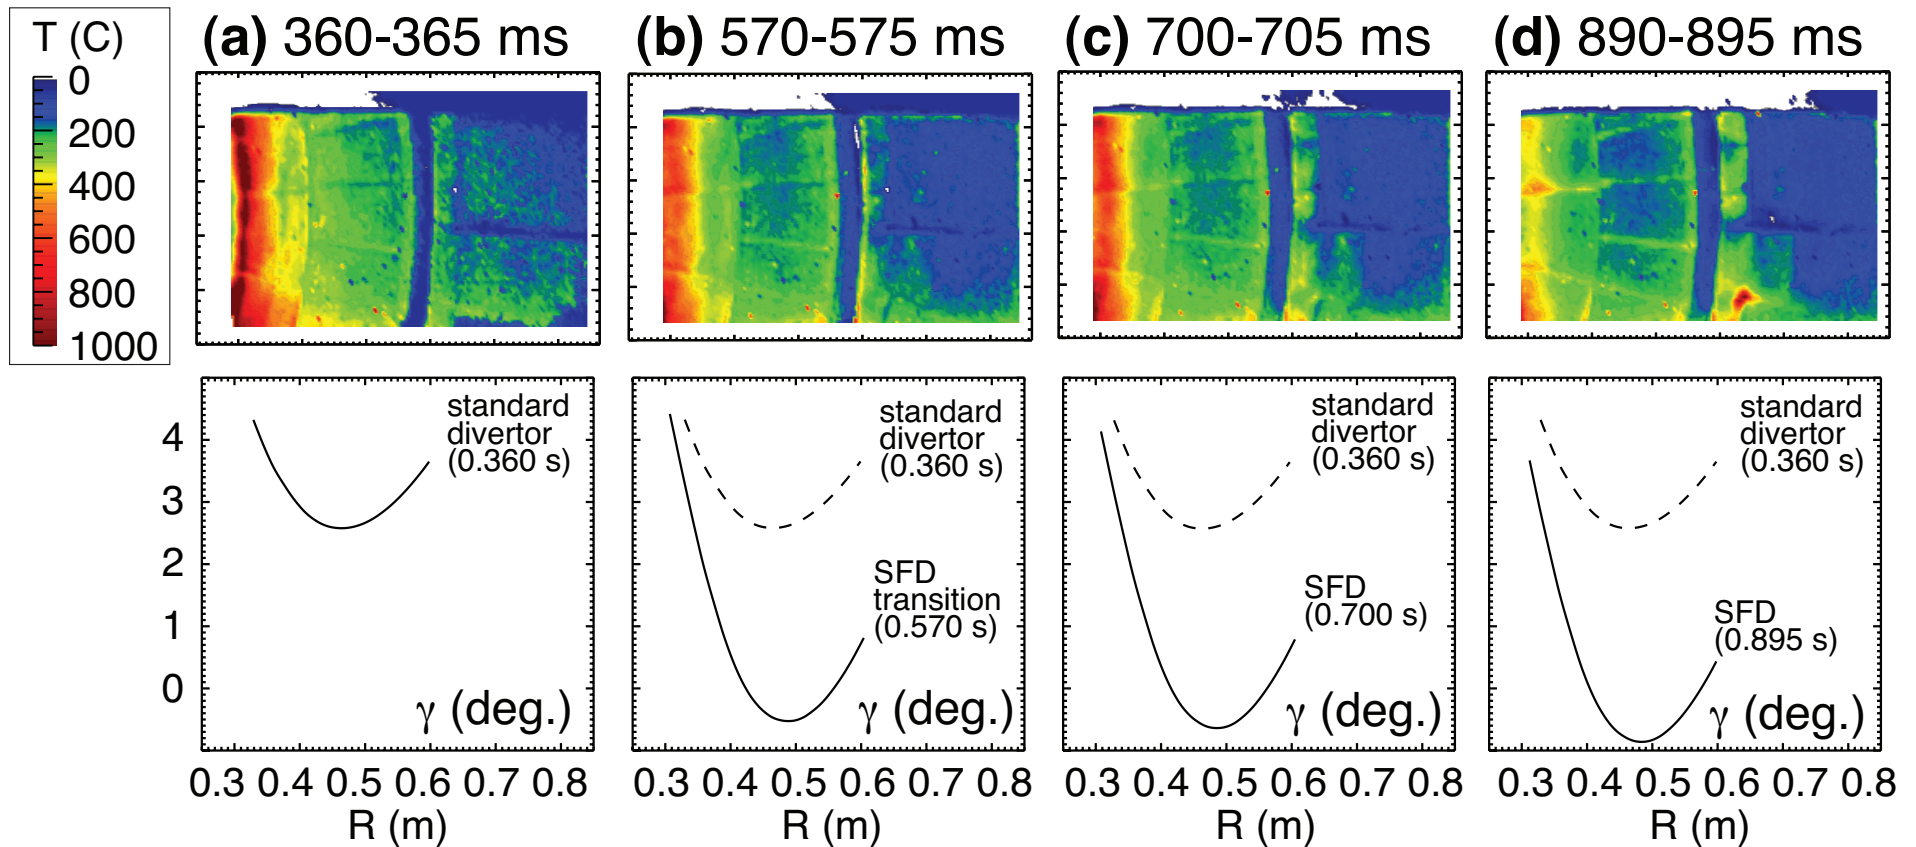 T (C)
0
200
400
600
800
1000
(a) 360-365 ms
(b) 570-575 ms
(c) 700-705 ms
(d) 890-895 ms
4
3
2
1
0
standard
divertor
(0.360 s)
γ (deg.)
standard
divertor
(0.360 s)
SFD
transition
(0.570 s)
γ (deg.)
standard
divertor
(0.360 s)
SFD
(0.700 s)
γ (deg.)
standard
divertor
(0.360 s)
SFD
(0.895 s)
γ (deg.)
0.3 0.4 0.5 0.6 0.7 0.8
R (m)
0.3 0.4 0.5 0.6 0.7 0.8
R (m)
0.3 0.4 0.5 0.6 0.7 0.8
R (m)
0.3 0.4 0.5 0.6 0.7 0.8
R (m)